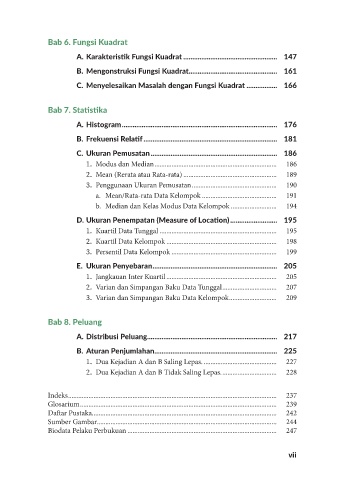 Bab 6. Fungsi Kuadrat
A. Karakteristik Fungsi Kuadrat ........ 147
B. Mengonstruksi Fungsi Kuadrat........ 161
C. Menyelesaikan Masalah dengan Fungsi Kuadrat ........ 166
Bab 7. Statistika
A. Histogram........ 176
B. Frekuensi Relatif ........ 181
C. Ukuran Pemusatan........ 186
1. Modus dan Median ........ 186
2. Mean (Rerata atau Rata-rata) ........ 189
3. Penggunaan Ukuran Pemusatan........ 190
a. Mean/Rata-rata Data Kelompok........ 191
b. Median dan Kelas Modus Data Kelompok ........ 194
D. Ukuran Penempatan (Measure of Location)........ 195
1. Kuartil Data Tunggal ........ 195
2. Kuartil Data Kelompok ........ 198
3. Persentil Data Kelompok ........ 199
E. Ukuran Penyebaran........ 205
1. Jangkauan Inter Kuartil ........ 205
2. Varian dan Simpangan Baku Data Tunggal........ 207
3. Varian dan Simpangan Baku Data Kelompok........ 209
Bab 8. Peluang
A. Distribusi Peluang........ 217
B. Aturan Penjumlahan........ 225
1. Dua Kejadian A dan B Saling Lepas........ 227
2. Dua Kejadian A dan B Tidak Saling Lepas........ 228
Indeks........ 237
Glosarium........ 239
Daftar Pustaka........ 242
Sumber Gambar........ 244
Biodata Pelaku Perbukuan ........ 247
vii